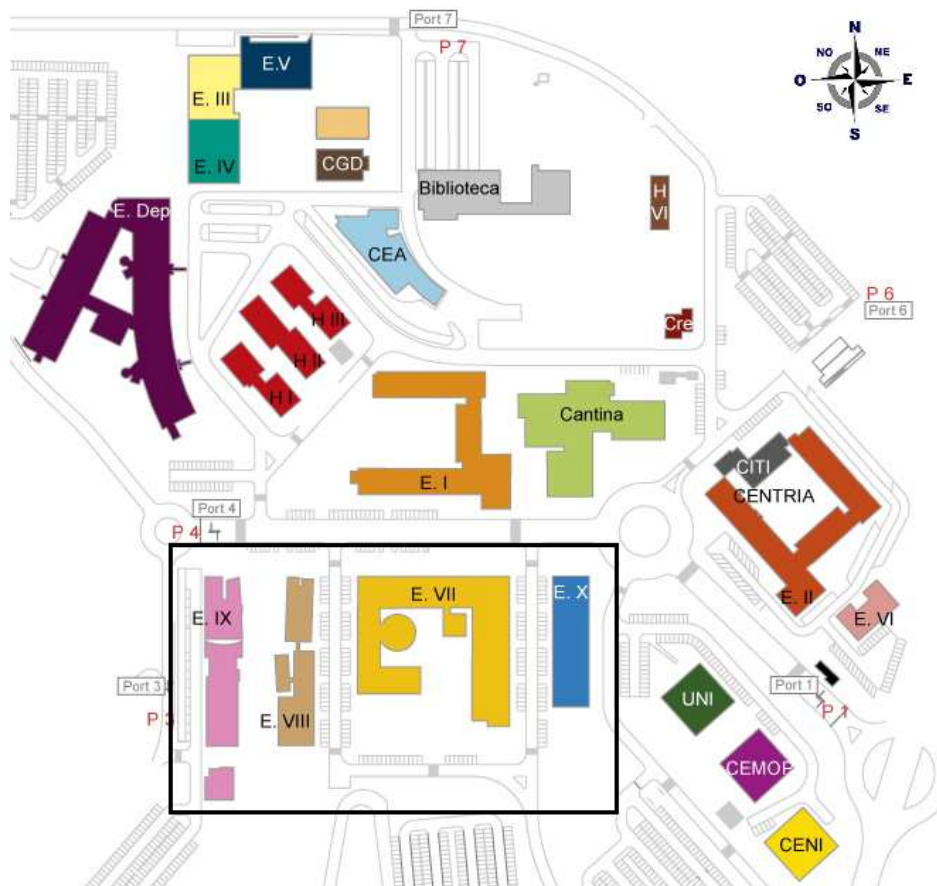 Port 7
P 7
N
NO
NE
O
E
SO
SE
S
E.V
E. III
E. IV
CGD
Biblioteca
H
VI
E. Dep
CEA
P 6
Port 6
Cre
H III
H II
H I
Cantina
E. I
CITI
CENTRIA
Port 4
P 4
E. II
E. VI
E. IX
E. VII
E. X
Port 3
P 3
E. VIII
UNI
Port 1
P 1
CEMOP
CENI